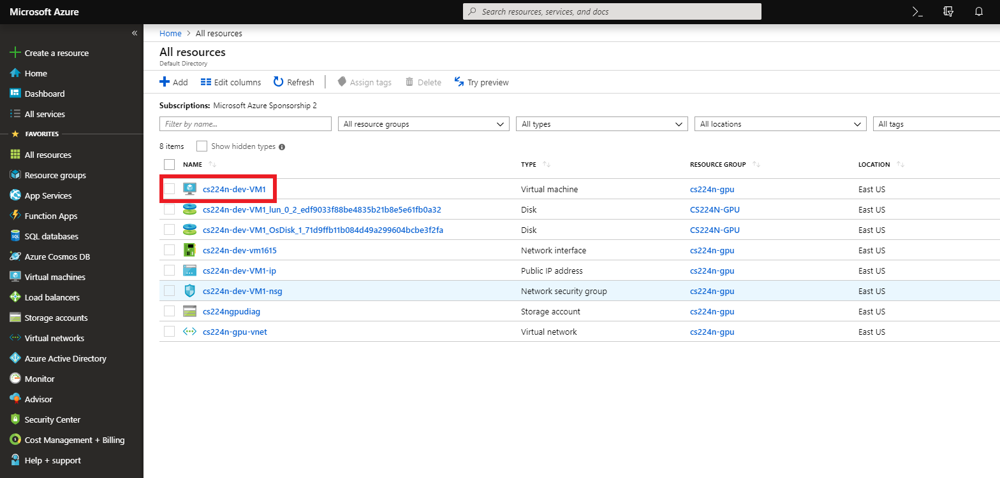 Microsoft Azure
Search resources, services, and docs
«
Create a resource
Home
Dashboard
All services
FAVORITES
All resources
Resource groups
App Services
Function Apps
SQL databases
Azure Cosmos DB
Virtual machines
Load balancers
Storage accounts
Virtual networks
Azure Active Directory
Monitor
Advisor
Security Center
Cost Management + Billing
Help + support
Home > All resources
All resources
Default Directory
Add Edit columns Refresh Assign tags Delete Try preview
Subscriptions: Microsoft Azure Sponsorship 2
Filter by name... All resource groups All types All locations All tags
8 items Show hidden types
NAME TYPE RESOURCE GROUP LOCATION
cs224n-dev-VM1 Virtual machine cs224n-gpu East US
cs224n-dev-VM1_lun_0_2_edf9033f88be4835b21b8e5e61fb0a32 Disk CS224N-GPU East US
cs224n-dev-VM1_OsDisk_1_71d9ffb11b084d49a299604bcbe3f2fa Disk CS224N-GPU East US
cs224n-dev-vm1615 Network interface cs224n-gpu East US
cs224n-dev-VM1-ip Public IP address cs224n-gpu East US
cs224n-dev-VM1-nsg Network security group cs224n-gpu East US
cs224ngpudiag Storage account cs224n-gpu East US
cs224n-gpu-vnet Virtual network cs224n-gpu East US